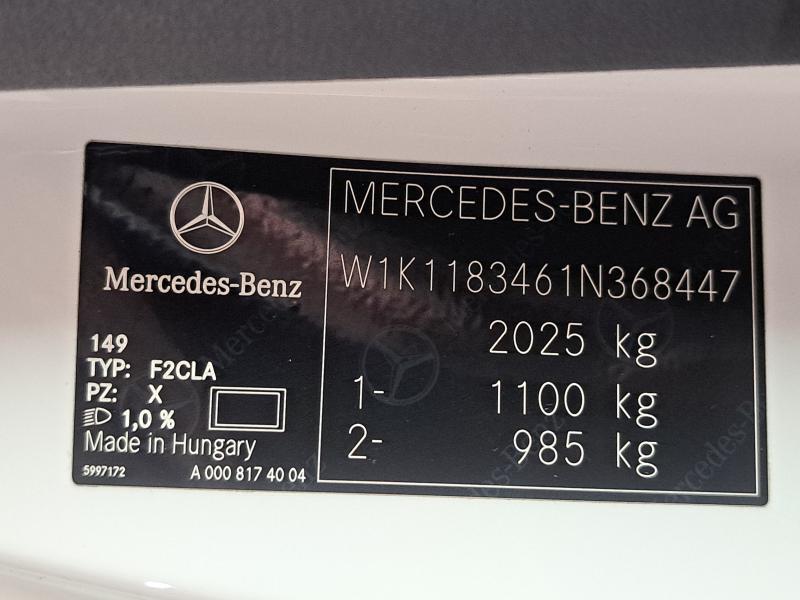 Mercedes-Benz
149
TYP: F2CLA
PZ: X
1,0 %
Made in Hungary
5997172
A 000 817 40 04
MERCEDES-BENZ AG
W1K1183461N368447
2025 kg
1- 1100 kg
2- 985 kg